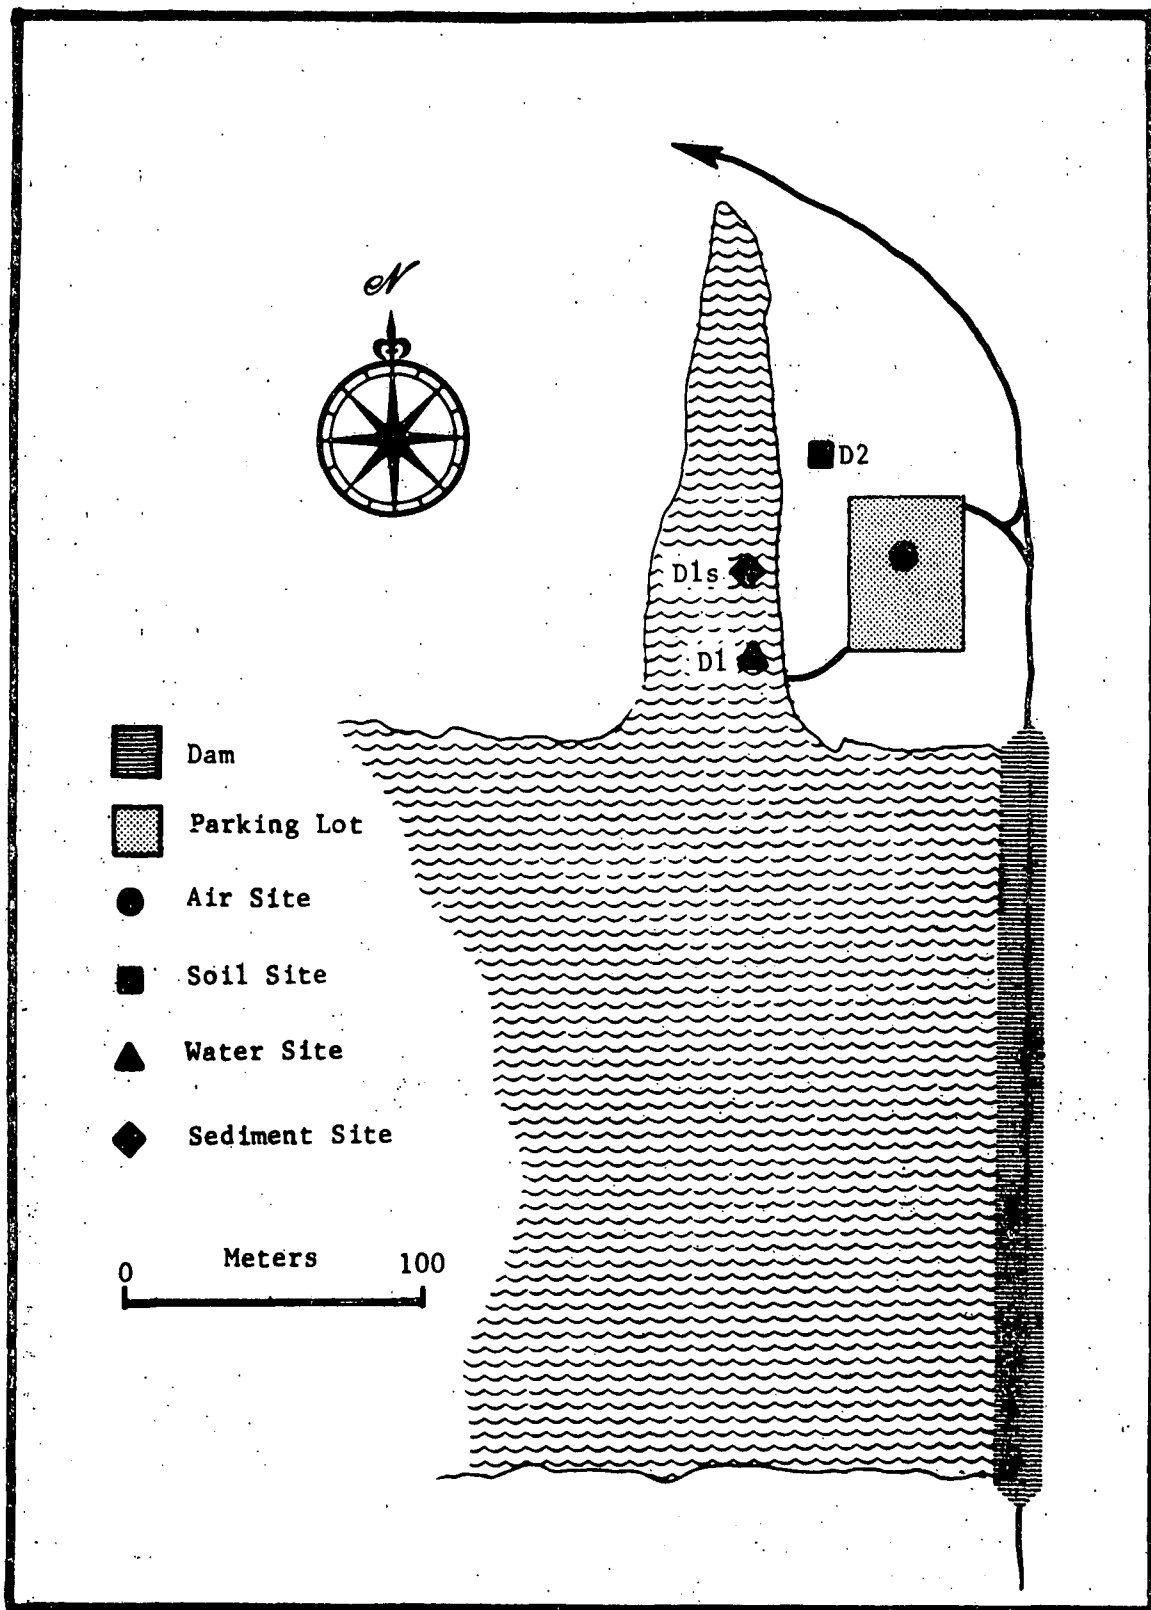 N
D2
D1s
D1
Dam
Parking Lot
Air Site
Soil Site
Water Site
Sediment Site
Meters
0 100